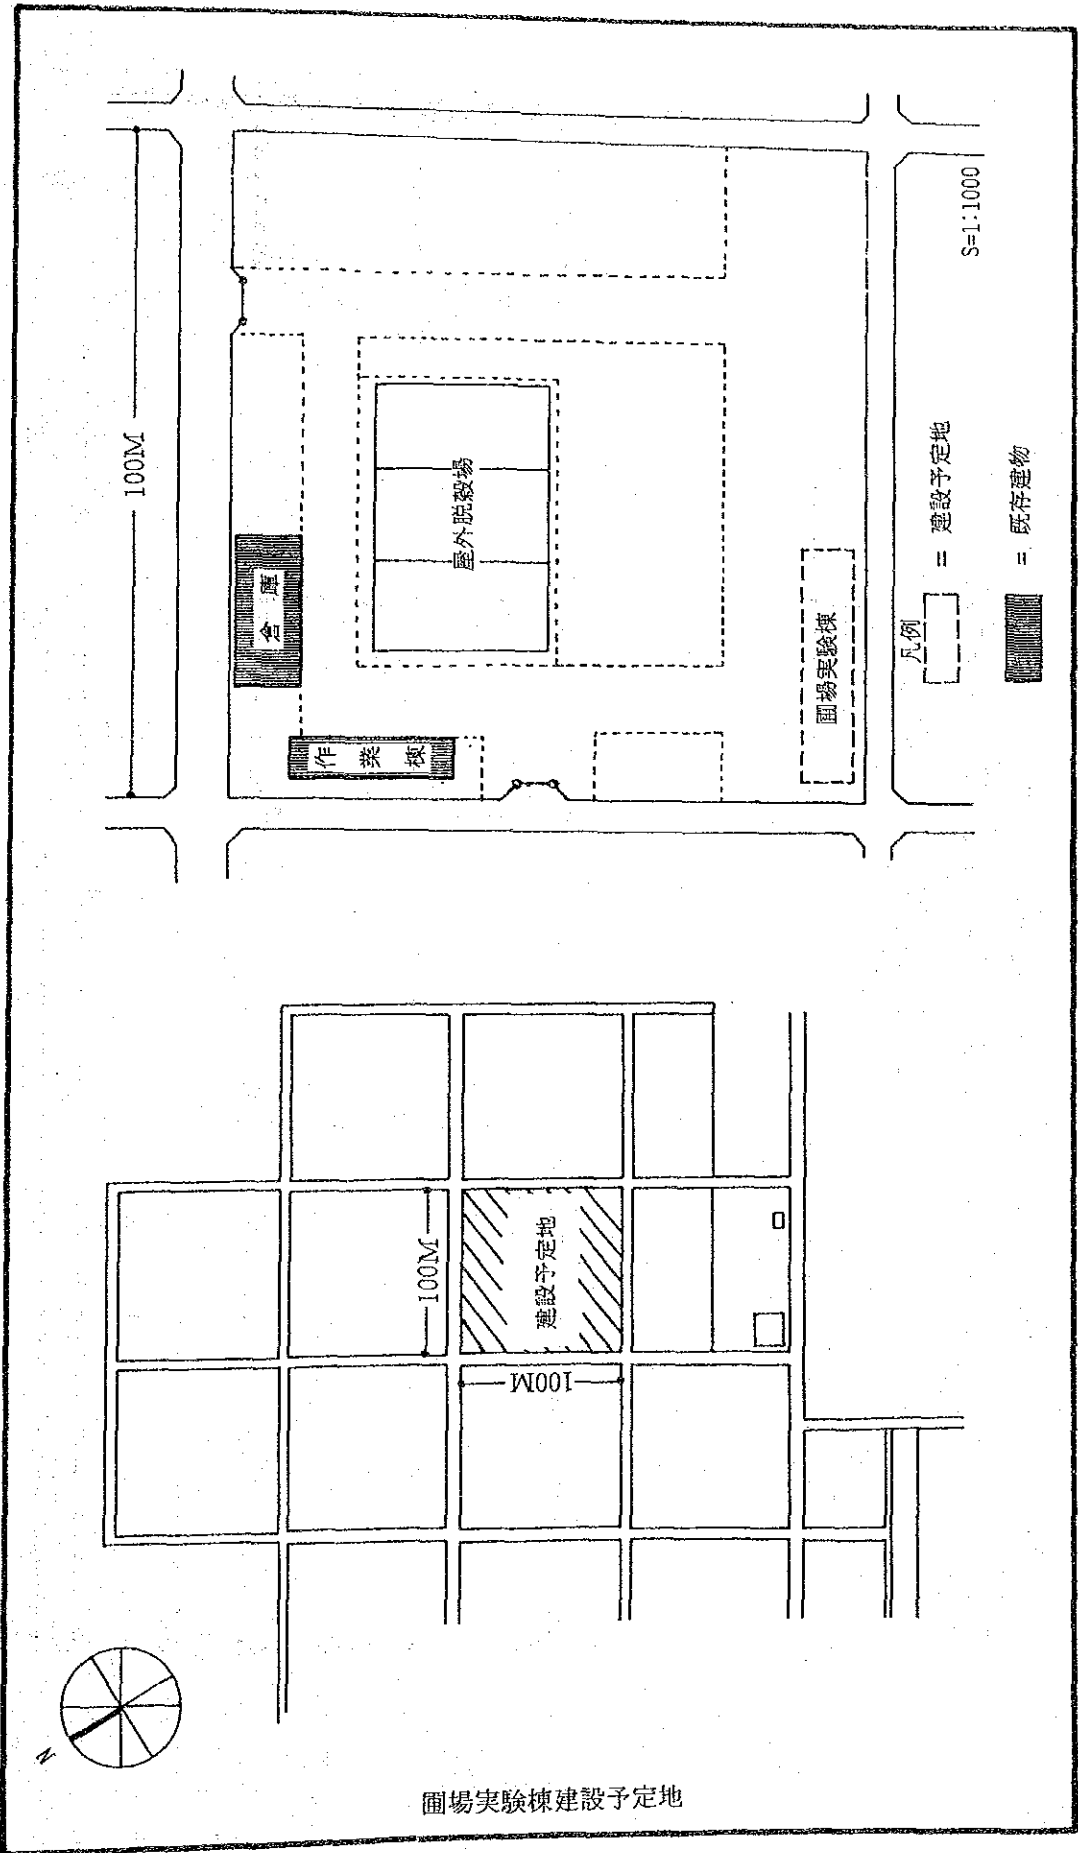 100M
倉庫
作業棟
屋外脱穀場
圃場実験棟
S=1:1000
凡例
= 建設予定地
= 既存建物
100M
100M
建設予定地
N
圃場実験棟建設予定地